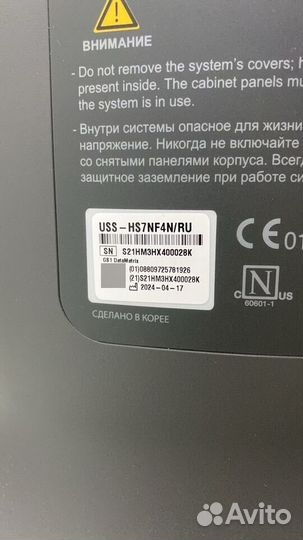 ВНИМАНИЕ
- Do not remove the system's covers; h
present inside. The cabinet panels mu
the system is in use.
- Внутри системы опасное для жизни
напряжение. Никогда не включайте
со снятыми панелями корпуса. Всег
защитное заземление при работе си
USS-HS7NF4N/RU
SN S21HM3HX400028K
GS1 DataMatrix
(01)08809725781926
(21)S21HM3HX400028K
2024-04-17
СДЕЛАНО В КОРЕЕ
CE01
C N US
60601-1
Avito